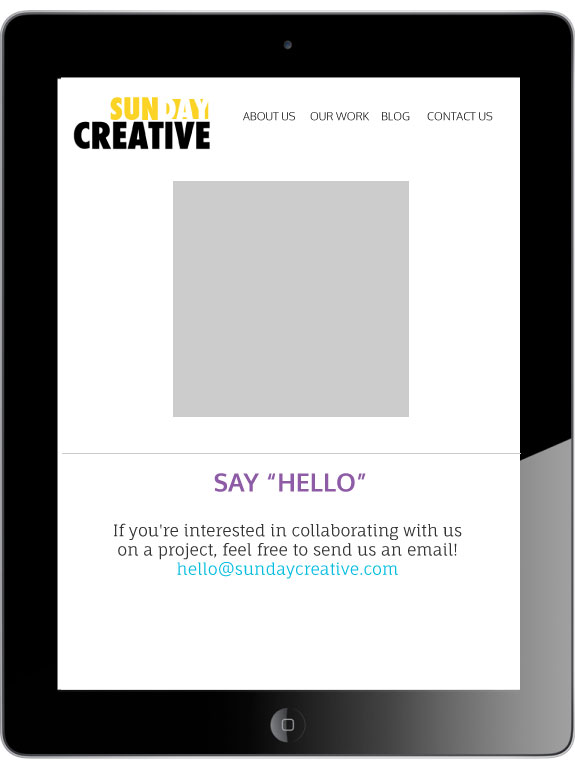 SUNDAY
CREATIVE
ABOUT US OUR WORK BLOG CONTACT US
SAY “HELLO”
If you're interested in collaborating with us
on a project, feel free to send us an email!
hello@sundaycreative.com